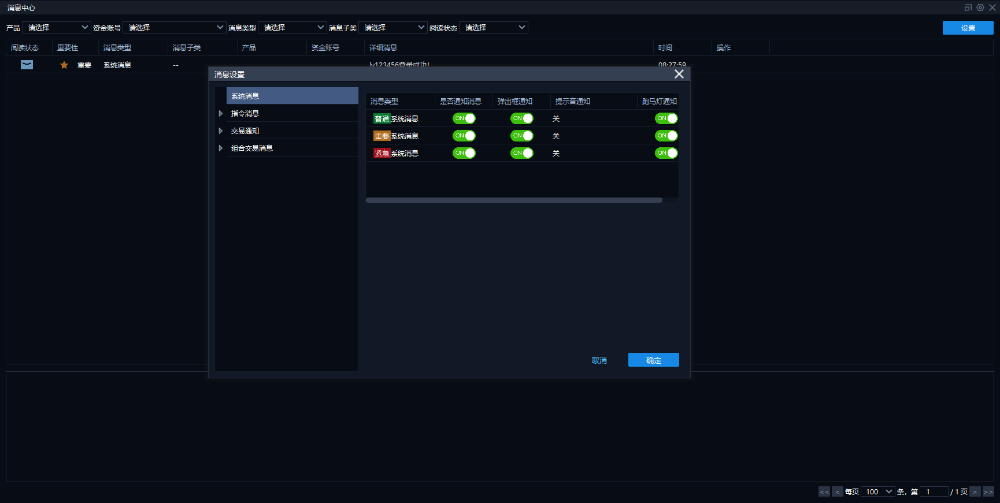 消息中心
产品 请选择 资金账号 请选择 消息类型 请选择 消息子类 请选择 阅读状态 请选择 设置
阅读状态 重要性 消息类型 消息子类 产品 资金账号 详细消息 时间 操作
重要 系统消息 -- ly123456登录成功! 08:27:59
消息设置
系统消息
指令消息
交易通知
组合交易消息
消息类型 是否通知消息 弹出框通知 提示音通知 跑马灯通知
普通 系统消息 ON ON 关 ON
重要 系统消息 ON ON 关 ON
紧急 系统消息 ON ON 关 ON
取消 确定
<< < 每页 100 条, 第 1 / 1 页 > >>